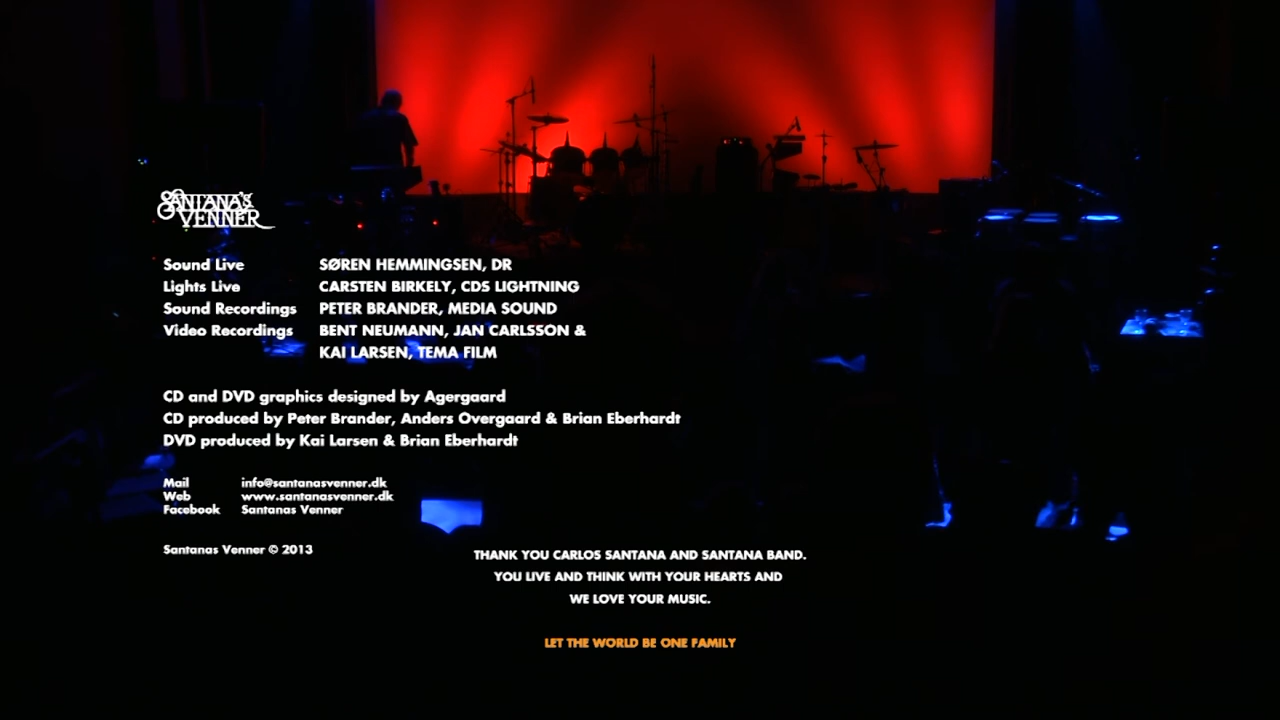 SANTANA'S
VENNER
Sound Live SØREN HEMMINGSEN, DR
Lights Live CARSTEN BIRKELY, CDS LIGHTNING
Sound Recordings PETER BRANDER, MEDIA SOUND
Video Recordings BENT NEUMANN, JAN CARLSSON &
KAI LARSEN, TEMA FILM
CD and DVD graphics designed by Agergaard
CD produced by Peter Brander, Anders Overgaard & Brian Eberhardt
DVD produced by Kai Larsen & Brian Eberhardt
Mail info@santanasvenner.dk
Web www.santanasvenner.dk
Facebook Santanas Venner
Santanas Venner © 2013
THANK YOU CARLOS SANTANA AND SANTANA BAND.
YOU LIVE AND THINK WITH YOUR HEARTS AND
WE LOVE YOUR MUSIC.
LET THE WORLD BE ONE FAMILY